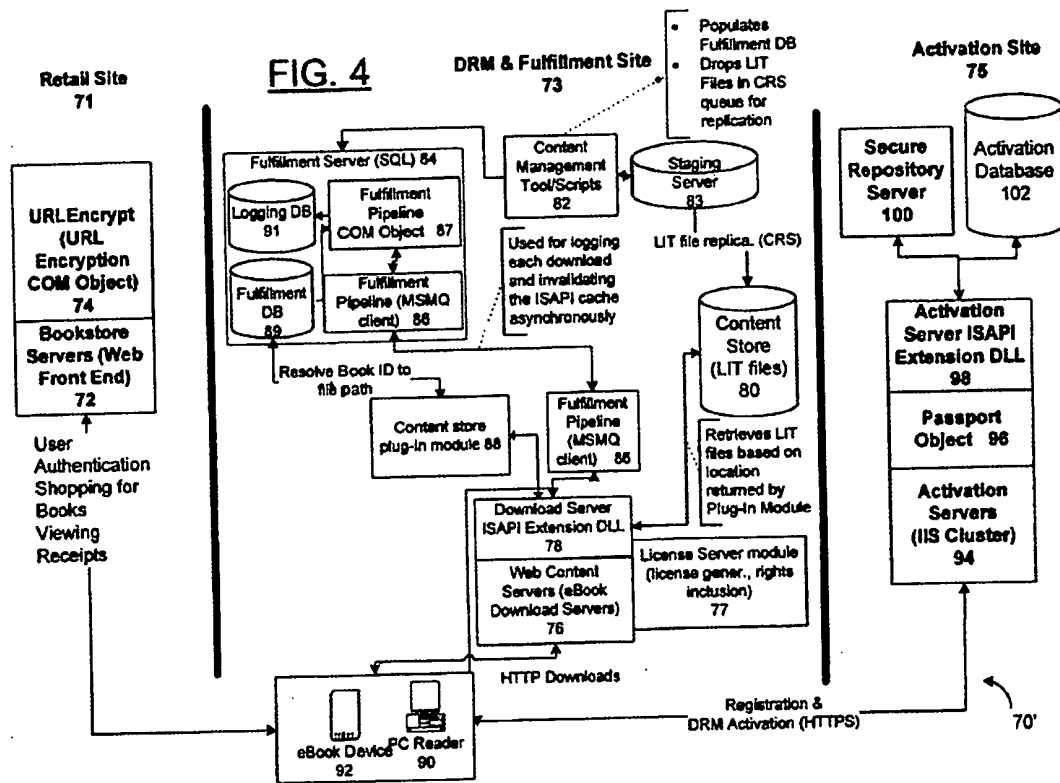 Retail Site
71
FIG. 4
DRM & Fulfillment Site
73
• Populates
Fulfillment DB
• Drops LIT
Files in CRS
queue for
replication
Activation Site
75
URLEncrypt
(URL
Encryption
COM Object)
74
Bookstore
Servers (Web
Front End)
72
User
Authentication
Shopping for
Books
Viewing
Receipts
Fulfillment Server (SQL) 84
Logging DB
91
Fulfillment
Pipeline
COM Object 87
Fulfillment
DB
89
Fulfillment
Pipeline (MSMQ
client) 86
Content
Management
Tool/Scripts
82
Staging
Server
83
Used for logging
each download
and invalidating
the ISAPI cache
asynchronously
LIT file replica. (CRS)
Content
Store
(LIT files)
80
Resolve Book ID to
file path
Content store
plug-in module 88
Fulfillment
Pipeline
(MSMQ
client) 85
Retrieves LIT
files based on
location
returned by
Plug-In Module
Download Server
ISAPI Extension DLL
78
Web Content
Servers (eBook
Download Servers)
76
License Server module
(license gener., rights
inclusion)
77
HTTP Downloads
eBook Device
92
PC Reader
90
Registration &
DRM Activation (HTTPS)
Secure
Repository
Server
100
Activation
Database
102
Activation
Server ISAPI
Extension DLL
98
Passport
Object 96
Activation
Servers
(IIS Cluster)
94
70'